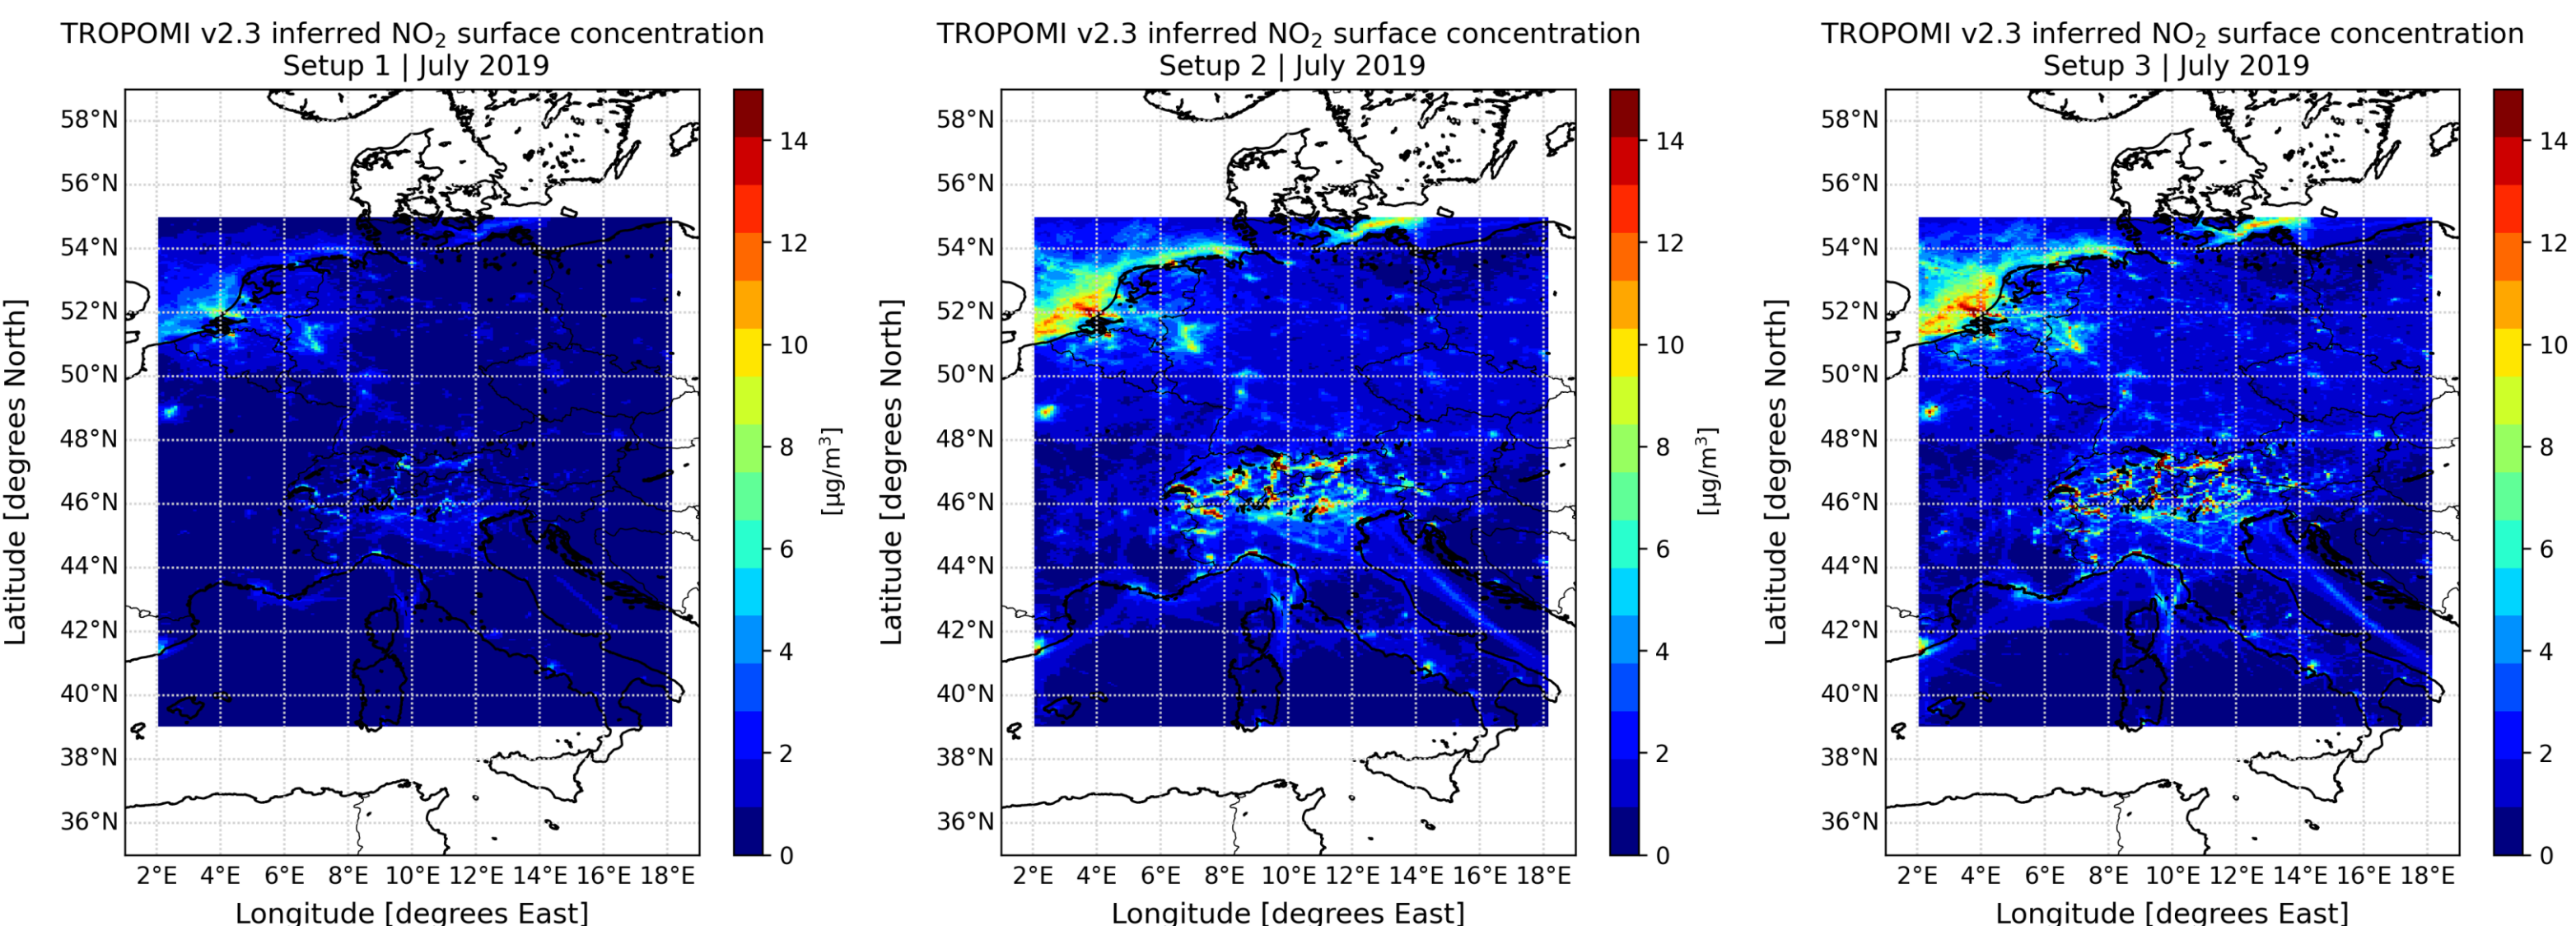 TROPOMI v2.3 inferred NO₂ surface concentration
Setup 1 | July 2019
58°N
56°N
54°N
52°N
50°N
48°N
46°N
44°N
42°N
40°N
38°N
36°N
Latitude [degrees North]
2°E 4°E 6°E 8°E 10°E 12°E 14°E 16°E 18°E
Longitude [degrees East]
14
12
10
8
6
4
2
0
[µg/m³]
TROPOMI v2.3 inferred NO₂ surface concentration
Setup 2 | July 2019
58°N
56°N
54°N
52°N
50°N
48°N
46°N
44°N
42°N
40°N
38°N
36°N
Latitude [degrees North]
2°E 4°E 6°E 8°E 10°E 12°E 14°E 16°E 18°E
Longitude [degrees East]
14
12
10
8
6
4
2
0
[µg/m³]
TROPOMI v2.3 inferred NO₂ surface concentration
Setup 3 | July 2019
58°N
56°N
54°N
52°N
50°N
48°N
46°N
44°N
42°N
40°N
38°N
36°N
Latitude [degrees North]
2°E 4°E 6°E 8°E 10°E 12°E 14°E 16°E 18°E
Longitude [degrees East]
14
12
10
8
6
4
2
0